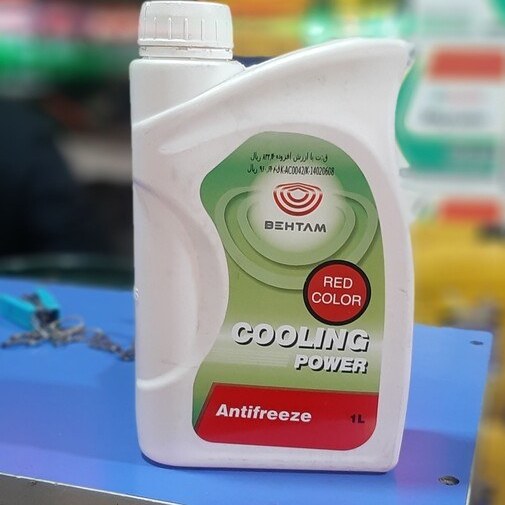 BEHTAM
RED
COLOR
COOLING
POWER
Antifreeze
1L